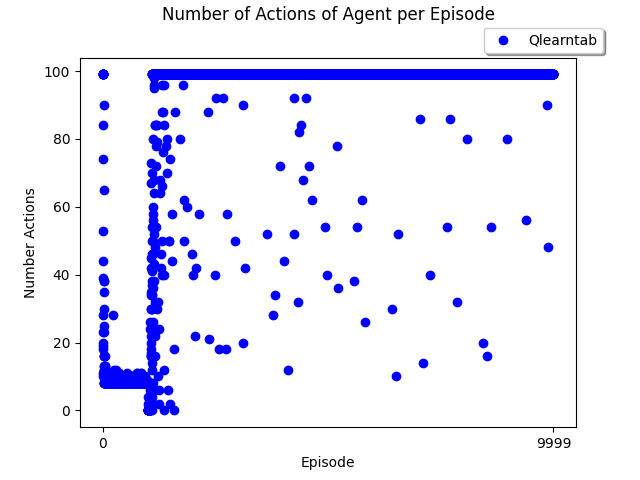 Number of Actions of Agent per Episode
Qlearntab
100
80
60
40
20
0
Number Actions
0
9999
Episode